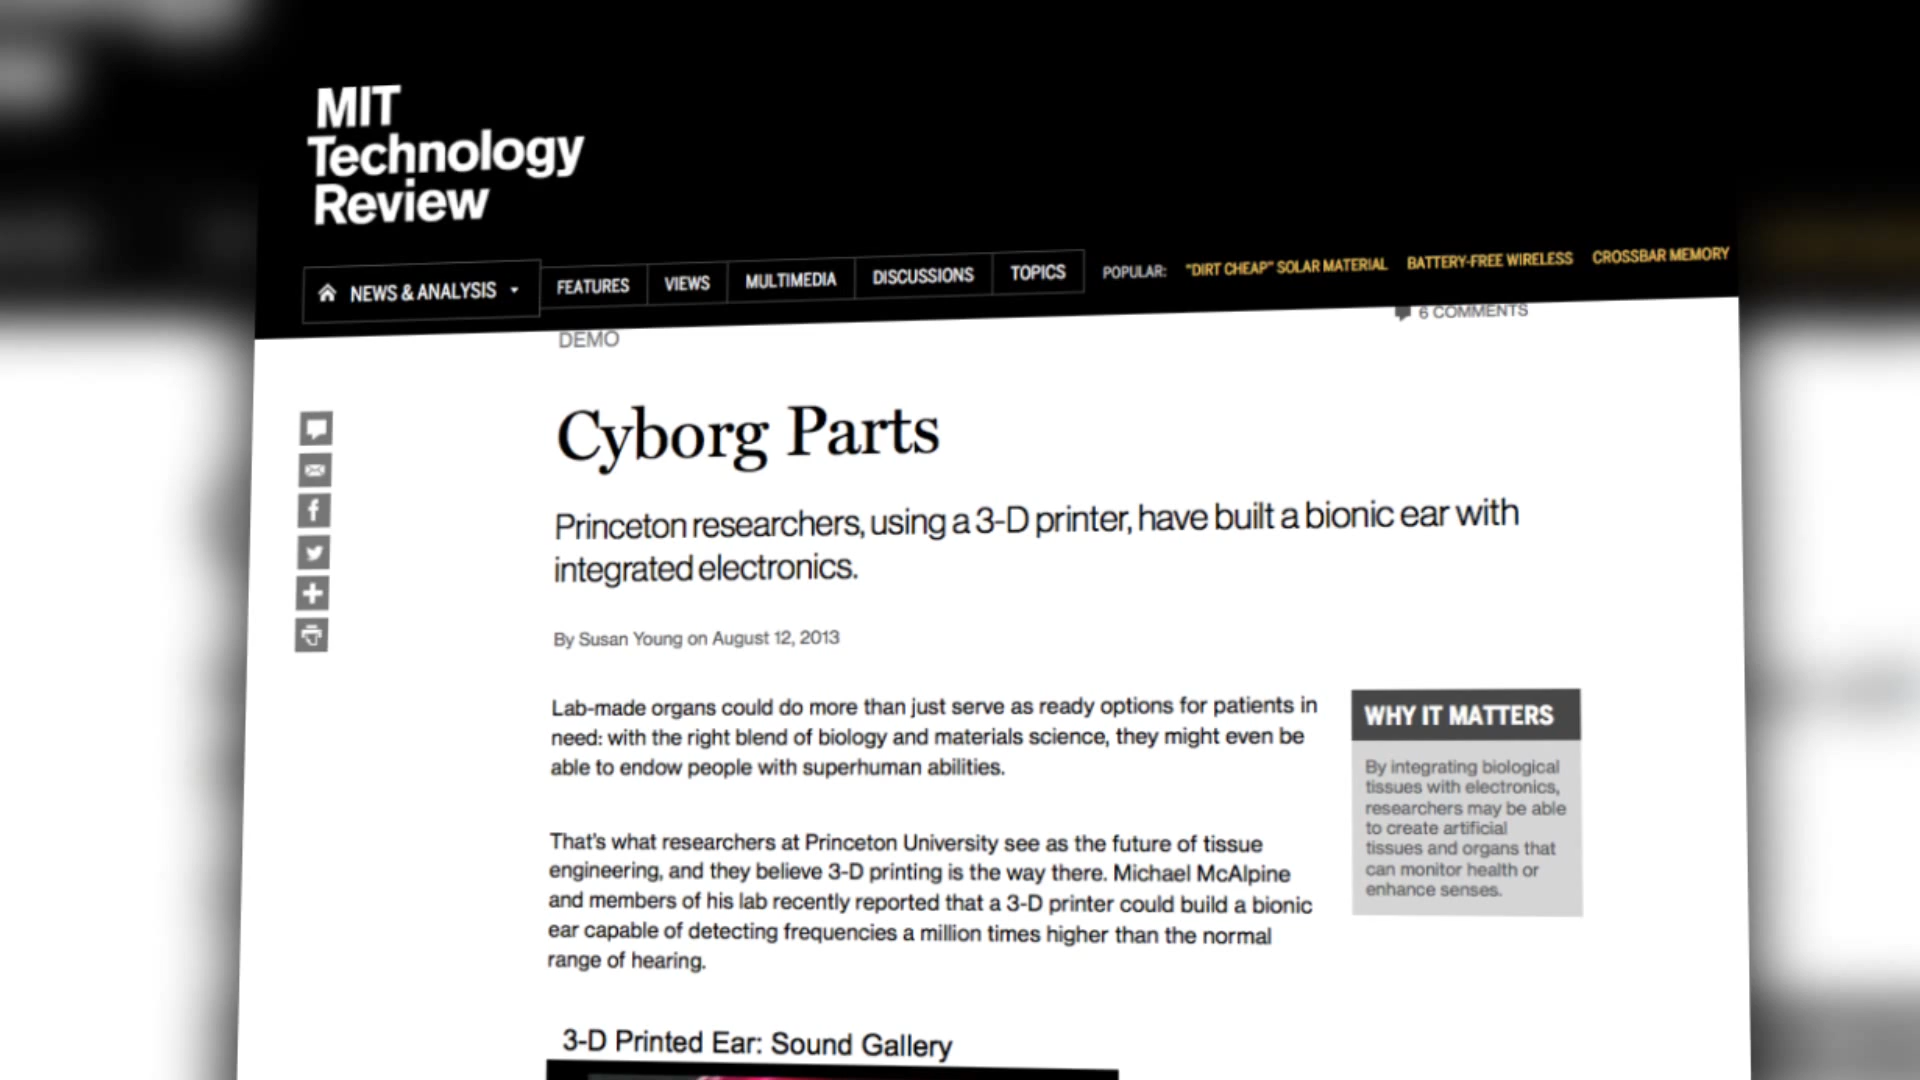 MIT
Technology
Review
NEWS & ANALYSIS
FEATURES
VIEWS
MULTIMEDIA
DISCUSSIONS
TOPICS
POPULAR:
"DIRT CHEAP" SOLAR MATERIAL
BATTERY-FREE WIRELESS
CROSSBAR MEMORY
DEMO
6 COMMENTS
Cyborg Parts
Princeton researchers, using a 3-D printer, have built a bionic ear with
integrated electronics.
By Susan Young on August 12, 2013
Lab-made organs could do more than just serve as ready options for patients in
need: with the right blend of biology and materials science, they might even be
able to endow people with superhuman abilities.
That's what researchers at Princeton University see as the future of tissue
engineering, and they believe 3-D printing is the way there. Michael McAlpine
and members of his lab recently reported that a 3-D printer could build a bionic
ear capable of detecting frequencies a million times higher than the normal
range of hearing.
WHY IT MATTERS
By integrating biological
tissues with electronics,
researchers may be able
to create artificial
tissues and organs that
can monitor health or
enhance senses.
3-D Printed Ear: Sound Gallery